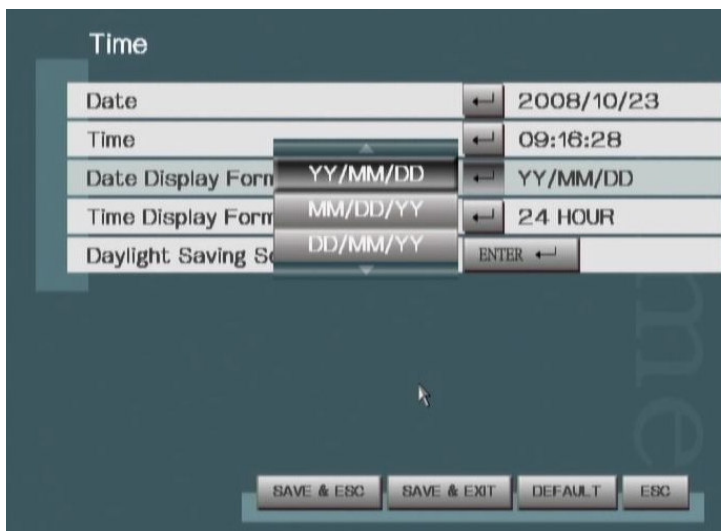 Time
Date 2008/10/23
Time 09:16:28
Date Display Form YY/MM/DD
YY/MM/DD
MM/DD/YY
DD/MM/YY
Time Display Form 24 HOUR
Daylight Saving ENTER
SAVE & ESC SAVE & EXIT DEFAULT ESC